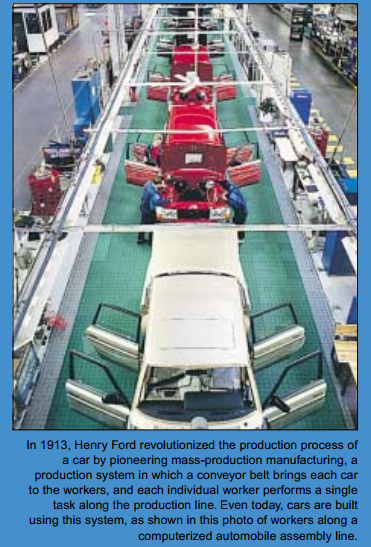 In 1913, Henry Ford revolutionized the production process of
a car by pioneering mass-production manufacturing, a
production system in which a conveyor belt brings each car
to the workers, and each individual worker performs a single
task along the production line. Even today, cars are built
using this system, as shown in this photo of workers along a
computerized automobile assembly line.